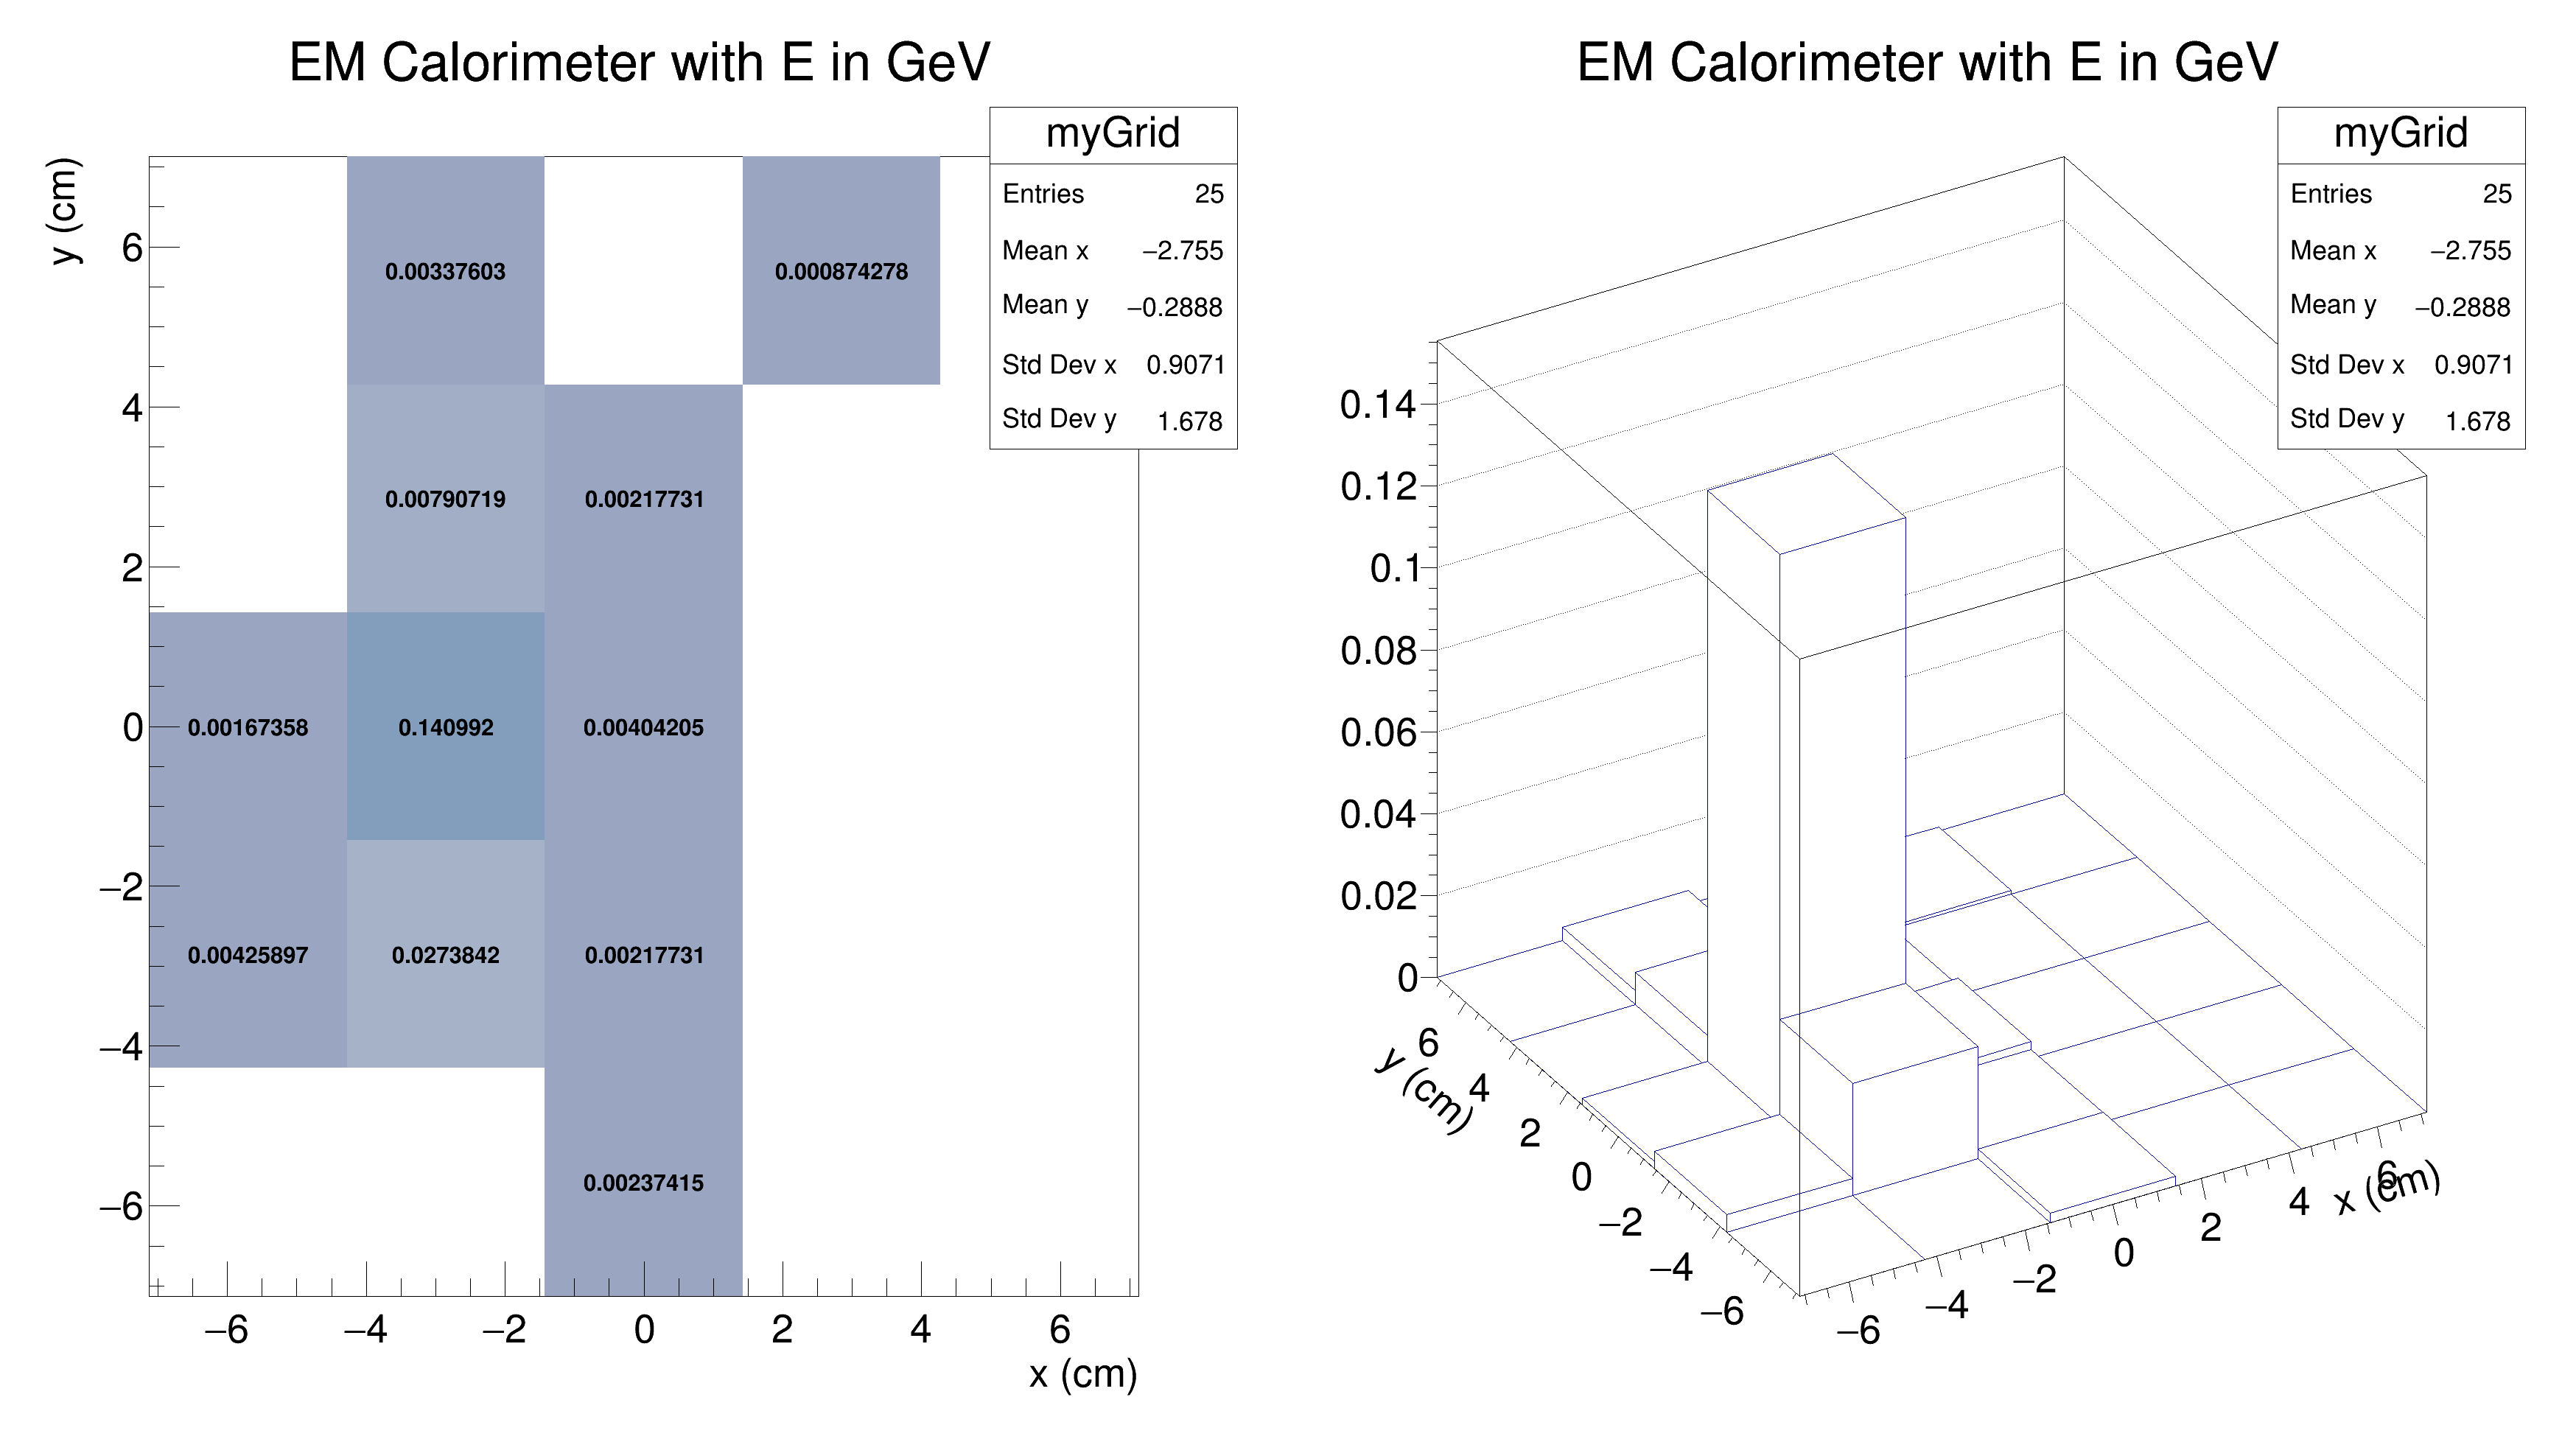 EM Calorimeter with E in GeV
myGrid
Entries 25
Mean x −2.755
Mean y −0.2888
Std Dev x 0.9071
Std Dev y 1.678
y (cm)
6
4
2
0
−2
−4
−6
0.00337603 0.000874278
0.00790719 0.00217731
0.00167358 0.140992 0.00404205
0.00425897 0.0273842 0.00217731
0.00237415
−6 −4 −2 0 2 4 6
x (cm)
EM Calorimeter with E in GeV
myGrid
Entries 25
Mean x −2.755
Mean y −0.2888
Std Dev x 0.9071
Std Dev y 1.678
0.14
0.12
0.1
0.08
0.06
0.04
0.02
0
6
4
2
0
−2
−4
−6
y (cm)
−6 −4 −2 0 2 4 6
x (cm)